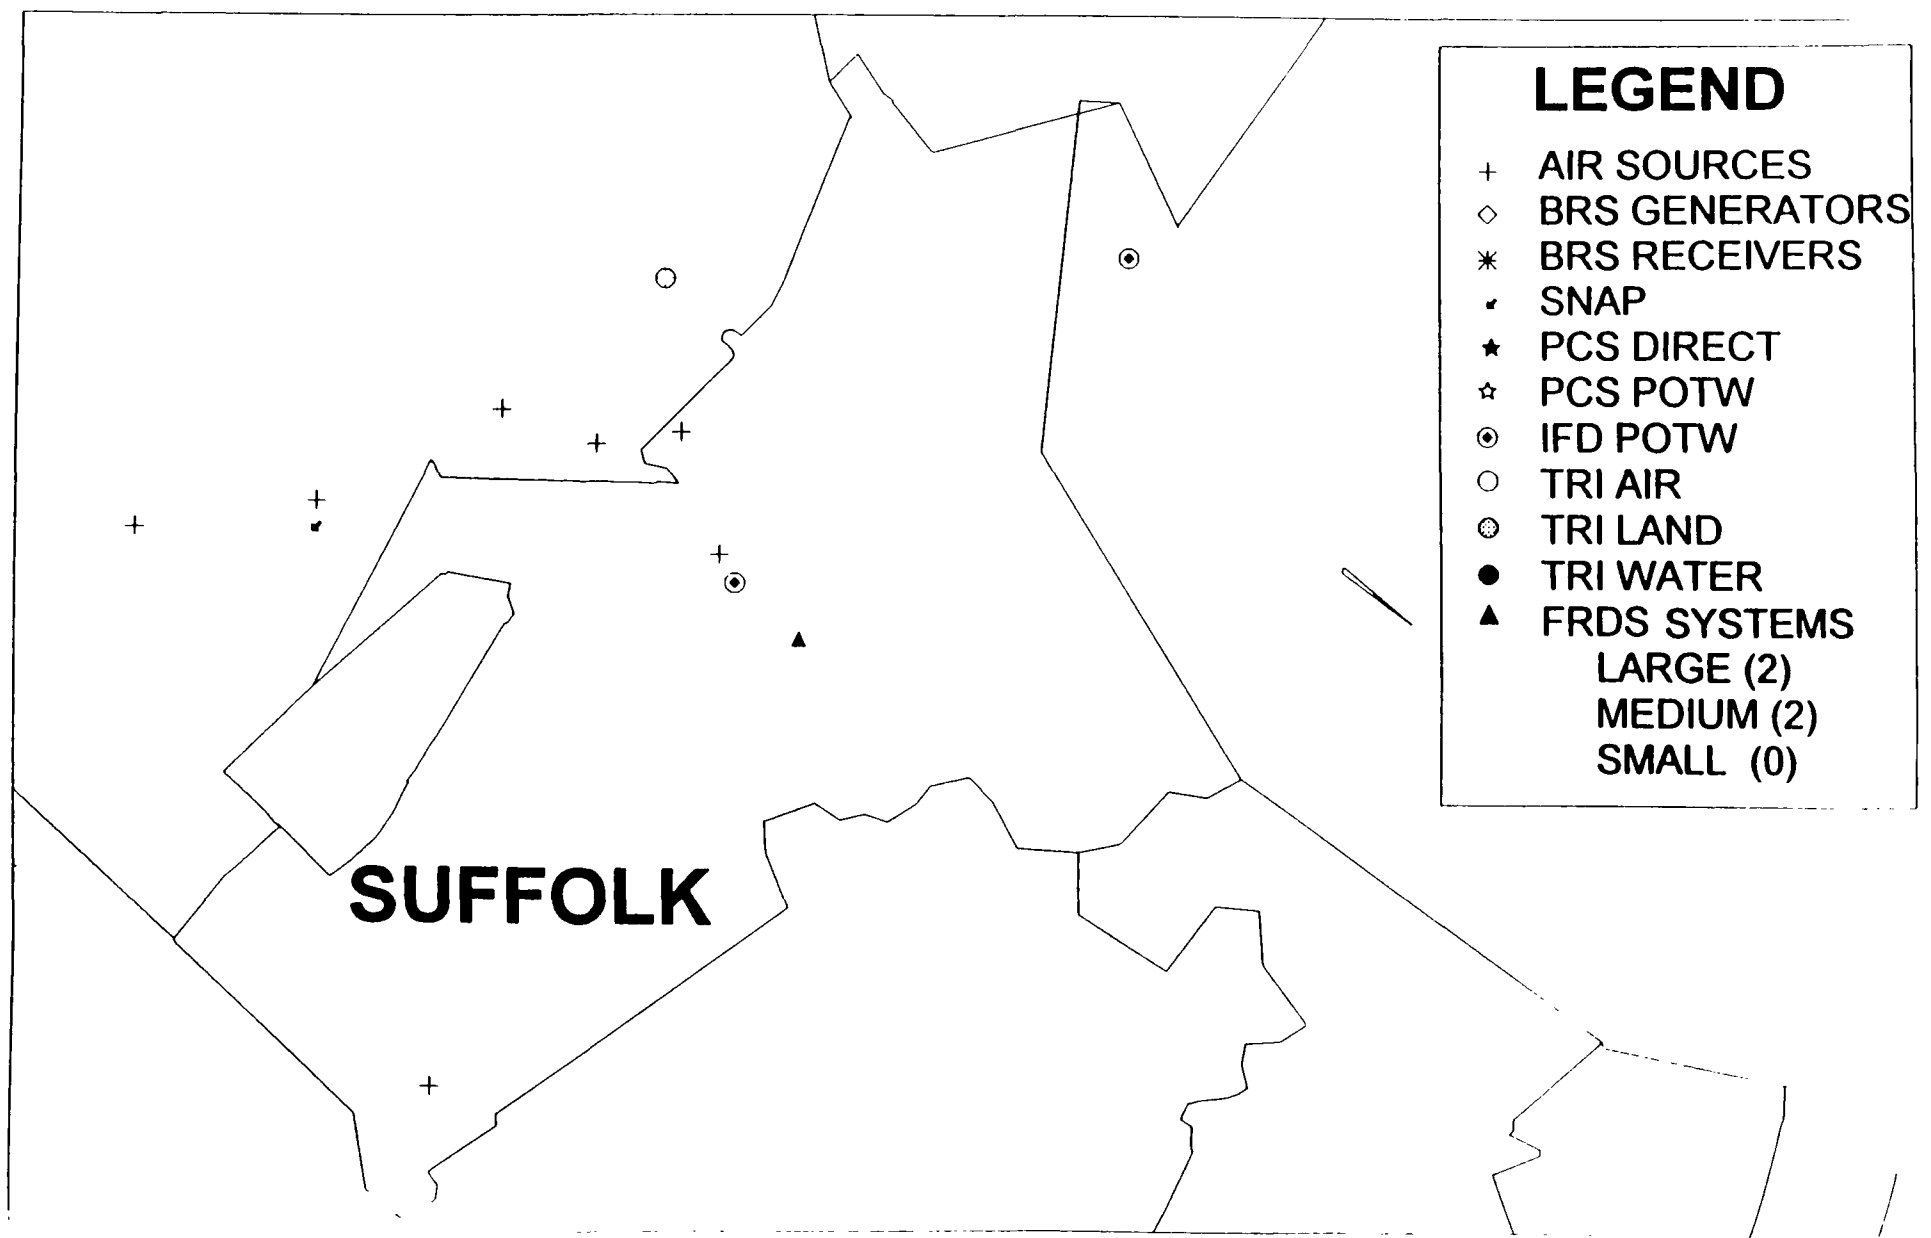 LEGEND
AIR SOURCES
BRS GENERATORS
BRS RECEIVERS
SNAP
PCS DIRECT
PCS POTW
IFD POTW
TRI AIR
TRI LAND
TRI WATER
FRDS SYSTEMS
LARGE (2)
MEDIUM (2)
SMALL (0)
SUFFOLK